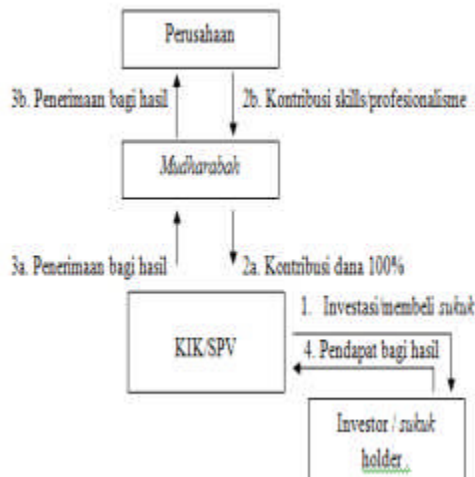 Perusahaan
3b. Penerimaan bagi hasil
2b. Kontribusi skills/profesionalisme
Mudharabah
3a. Penerimaan bagi hasil
2a. Kontribusi dana 100%
KIK/SPV
1. Investasi/membeli sukuk
4. Pendapat bagi hasil
Investor / sukuk
holder .